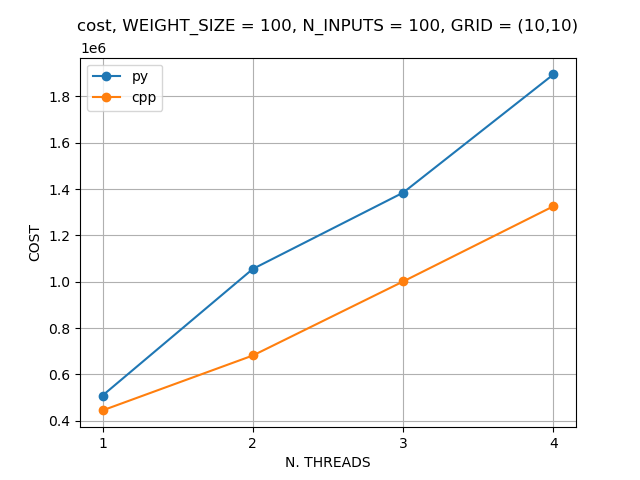 cost, WEIGHT_SIZE = 100, N_INPUTS = 100, GRID = (10,10)
1e6
py
cpp
1.8
1.6
1.4
1.2
1.0
0.8
0.6
0.4
COST
1 2 3 4
N. THREADS